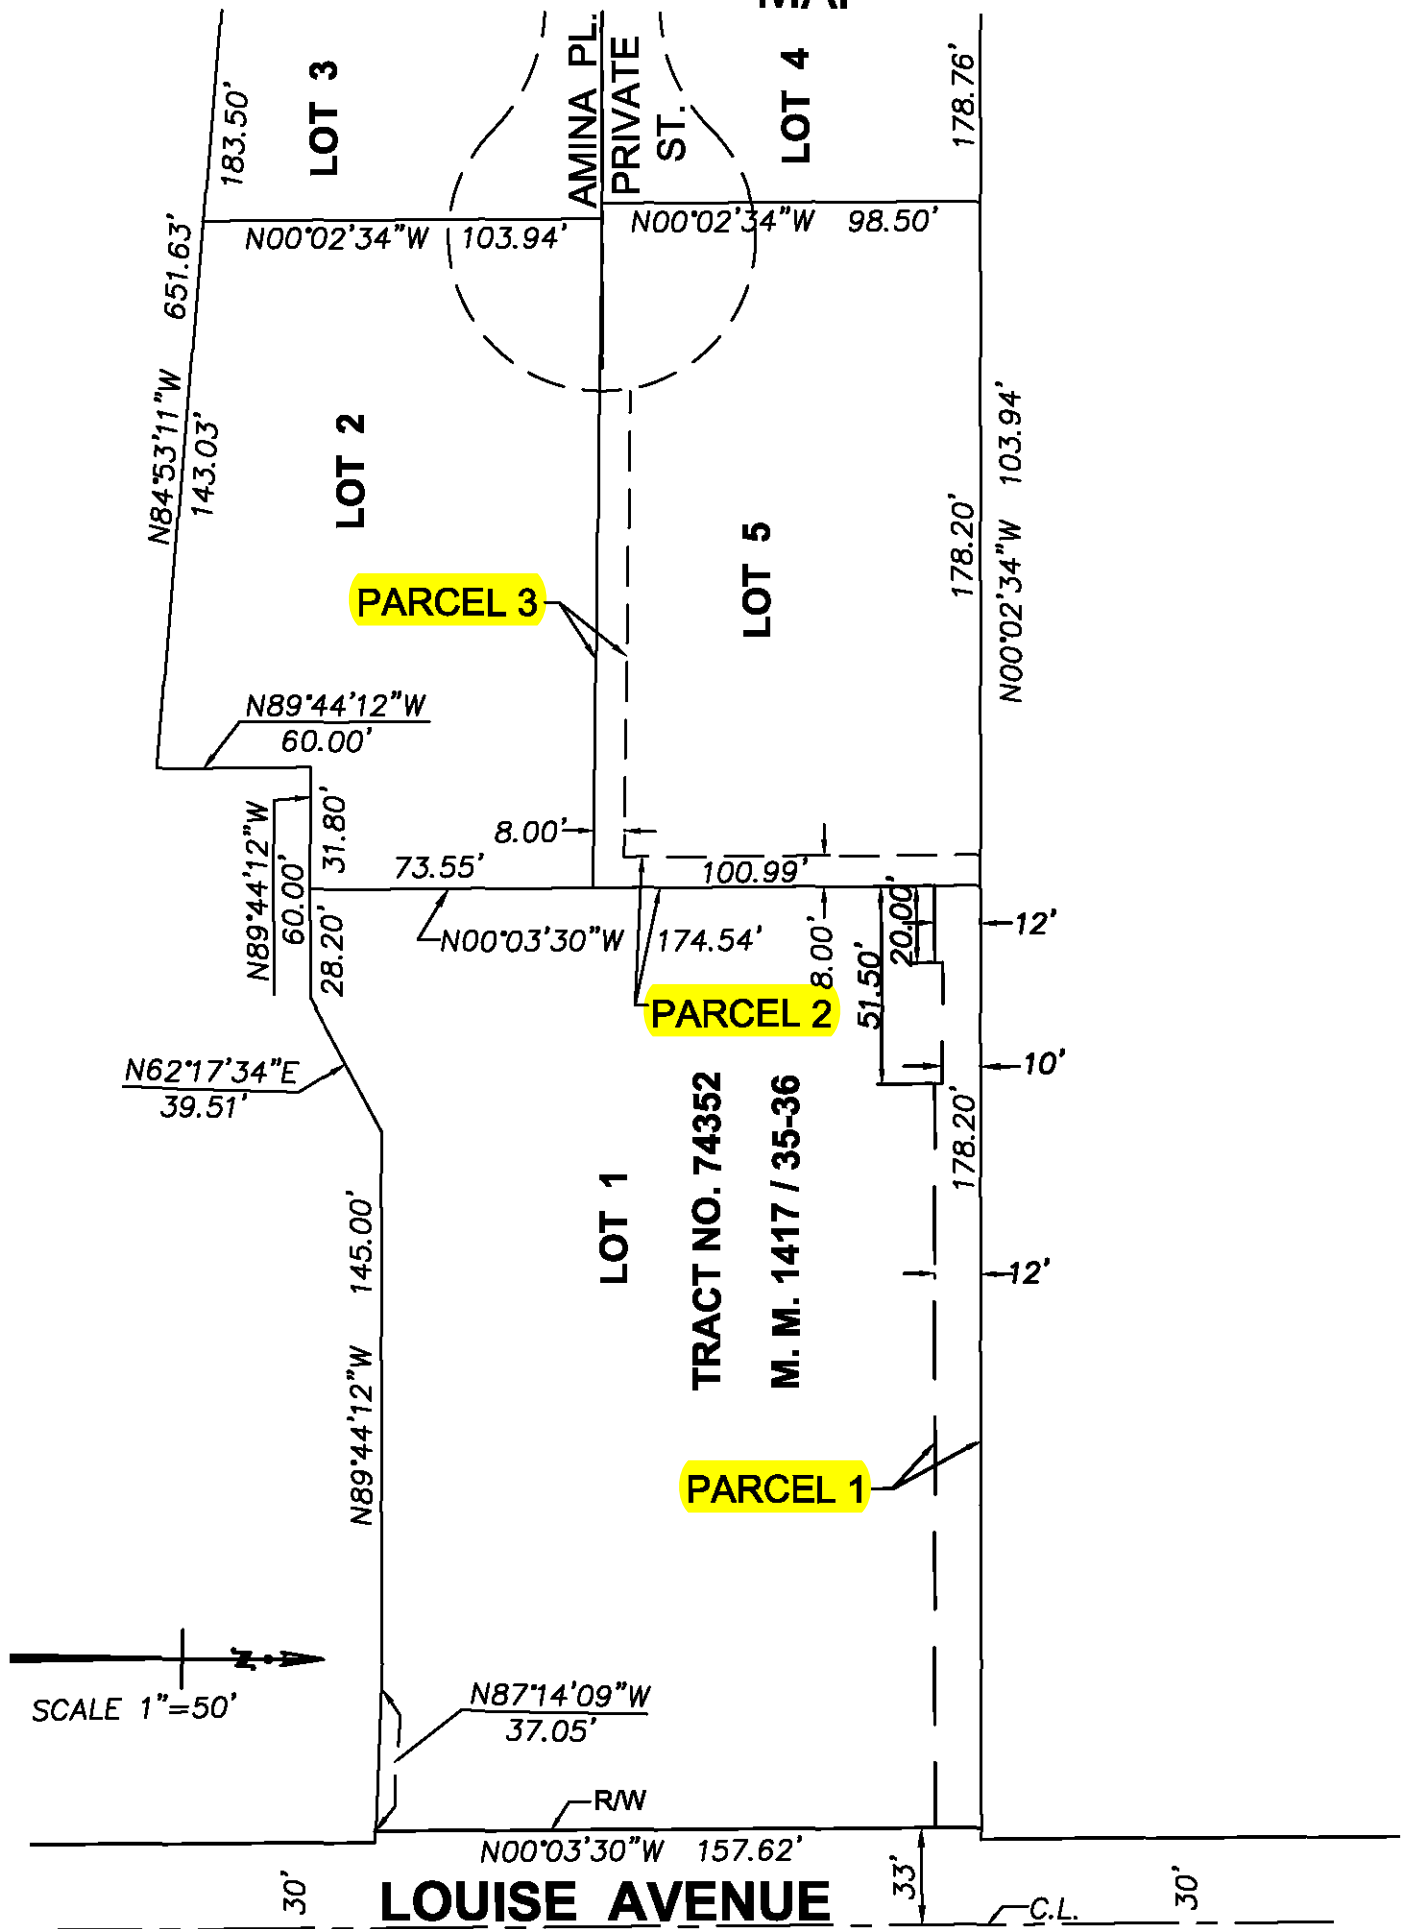 AMINA PL.
PRIVATE
ST.
183.50'
LOT 3
LOT 4
178.76'
N00°02'34"W 103.94'
N00°02'34"W 98.50'
N84°53'11"W 651.63'
143.03'
LOT 2
LOT 5
178.20'
N00°02'34"W 103.94'
PARCEL 3
N89°44'12"W
60.00'
N89°44'12"W
60.00'
31.80'
28.20'
8.00'
73.55'
100.99'
N00°03'30"W 174.54'
8.00'
51.50'
20.00'
12'
PARCEL 2
10'
N62°17'34"E
39.51'
178.20'
LOT 1
TRACT NO. 74352
M. M. 1417 / 35-36
12'
N89°44'12"W 145.00'
PARCEL 1
N
SCALE 1"=50'
N87°14'09"W
37.05'
R/W
N00°03'30"W 157.62'
30'
LOUISE AVENUE
33'
C.L.
30'